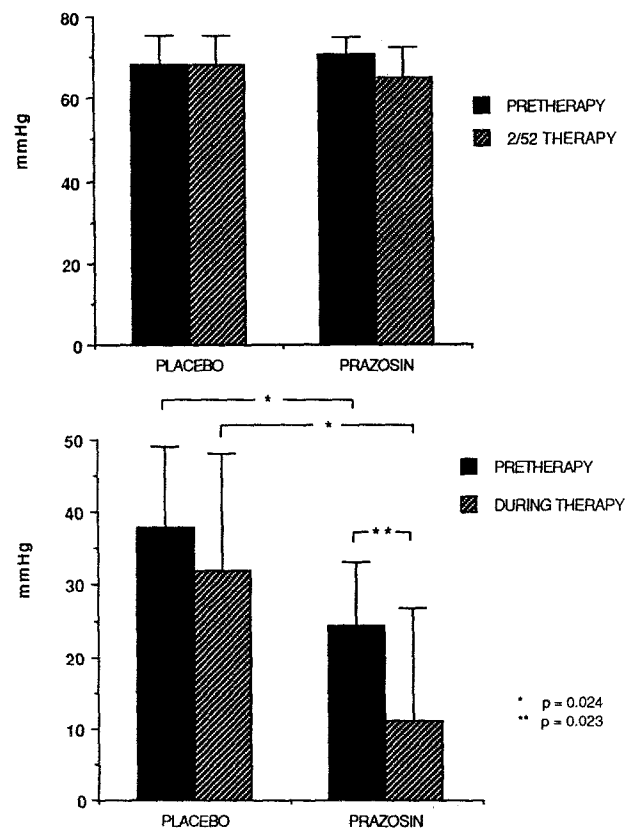 80
60
40
20
0
mmHg
PRETHERAPY
2/52 THERAPY
PLACEBO
PRAZOSIN
*
*
**
50
40
30
20
10
0
mmHg
PRETHERAPY
DURING THERAPY
* p = 0.024
** p = 0.023
PLACEBO
PRAZOSIN